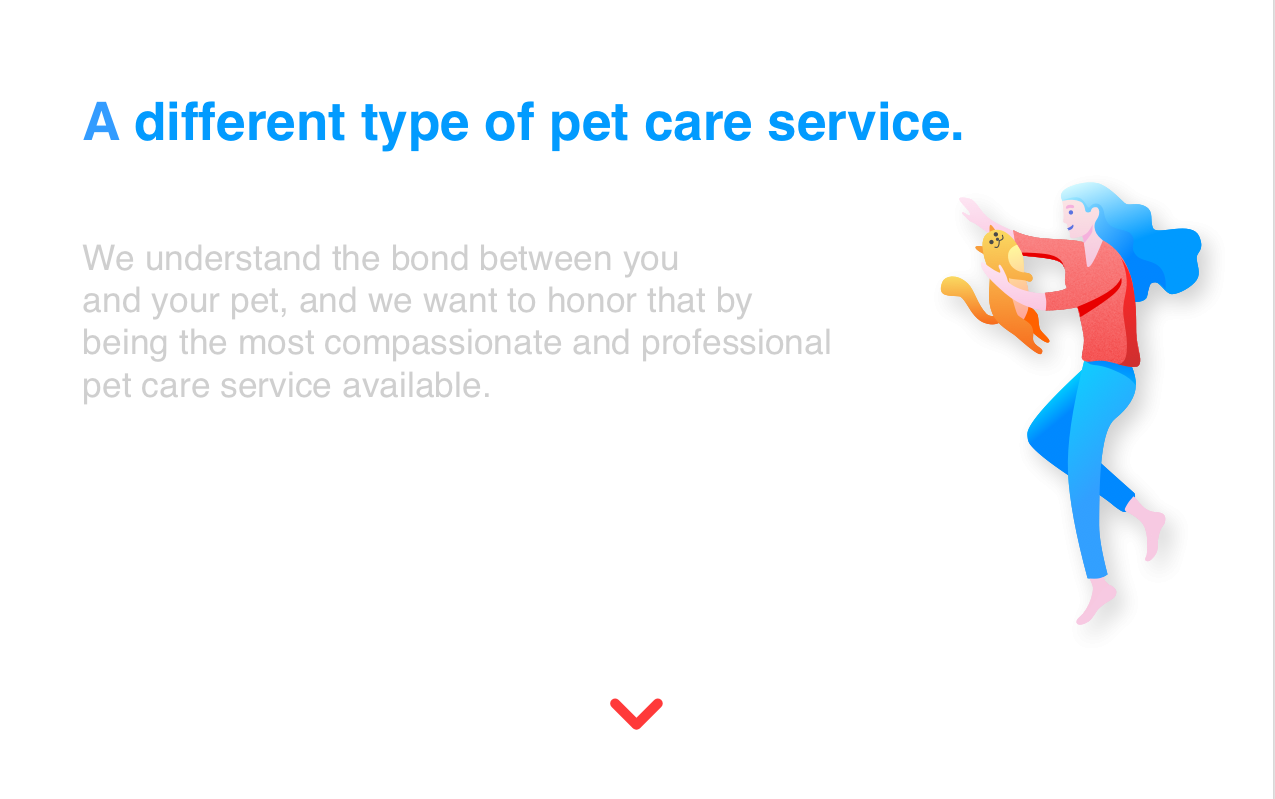 A different type of pet care service.
We understand the bond between you
and your pet, and we want to honor that by
being the most compassionate and professional
pet care service available.